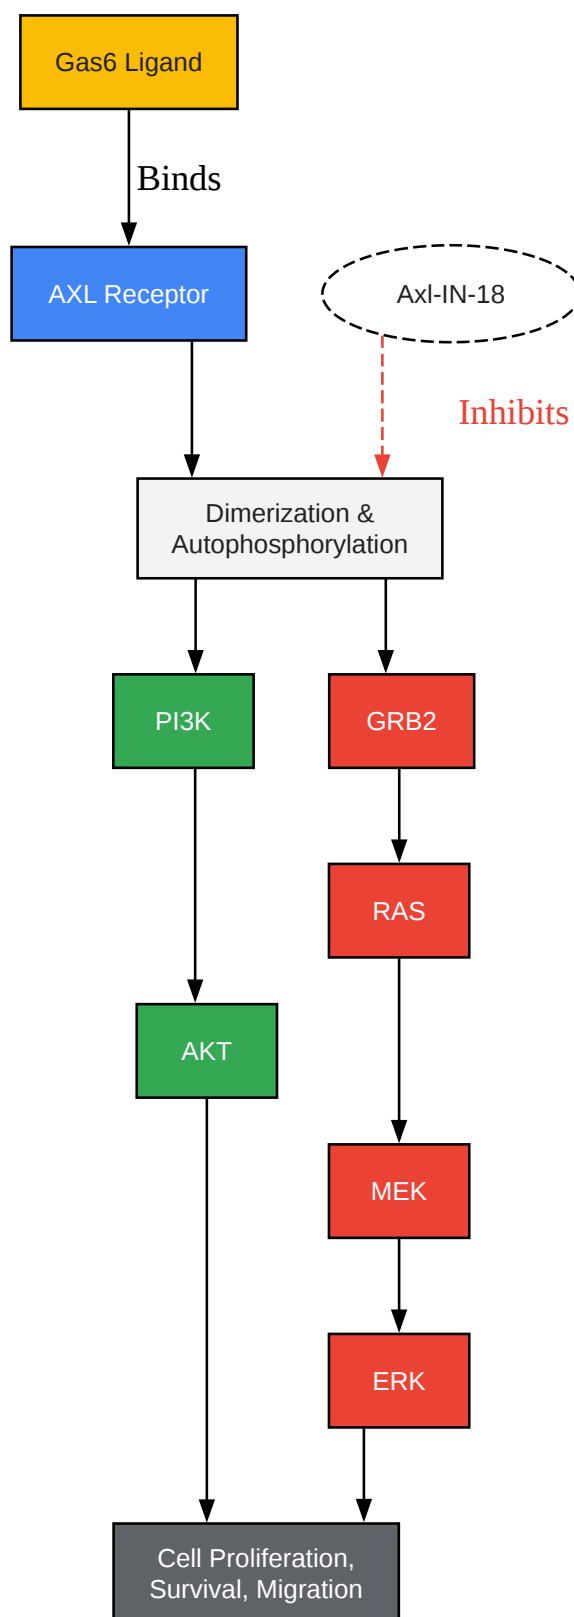 Gas6 Ligand
Binds
AXL Receptor
Axl-IN-18
Inhibits
Dimerization &
Autophosphorylation
PI3K
GRB2
RAS
AKT
MEK
ERK
Cell Proliferation,
Survival, Migration